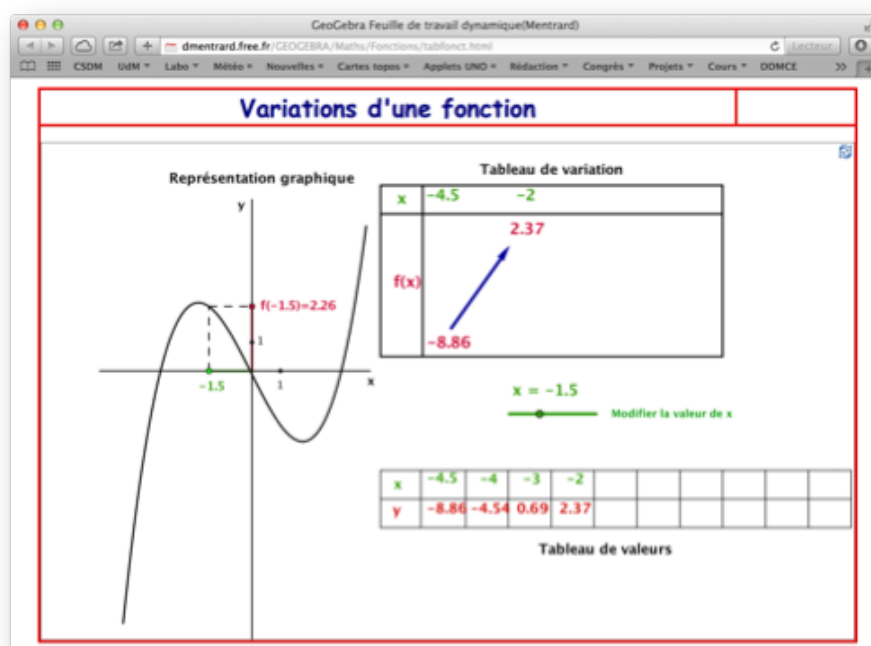 GeoGebra Feuille de travail dynamique(Mentrard)
dmentrard.free.fr/GEOGEBRA/Maths/Fonctions/tabfonct.html
Lecteur
CSDM UdM Labo Météo Nouvelles Cartes topos Applets UNO Rédaction Congrès Projets Cours DDMCE >>
Variations d'une fonction
Représentation graphique
y
f(-1.5)=2.26
1
-1.5
1
x
Tableau de variation
x -4.5 -2
2.37
f(x)
-8.86
x = -1.5
Modifier la valeur de x
x -4.5 -4 -3 -2
y -8.86 -4.54 0.69 2.37
Tableau de valeurs